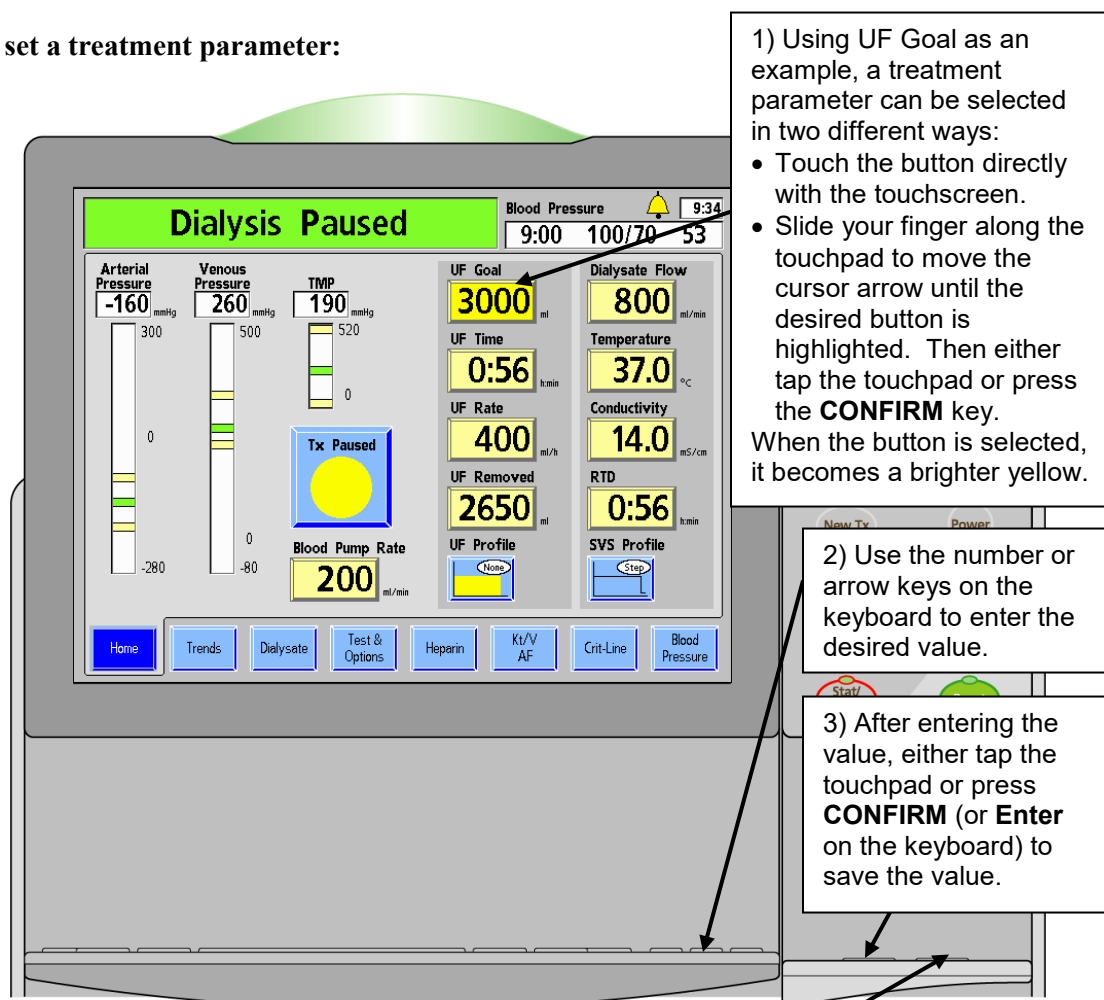 set a treatment parameter:
1) Using UF Goal as an
example, a treatment
parameter can be selected
in two different ways:
• Touch the button directly
with the touchscreen.
• Slide your finger along the
touchpad to move the
cursor arrow until the
desired button is
highlighted. Then either
tap the touchpad or press
the CONFIRM key.
When the button is selected,
it becomes a brighter yellow.
Dialysis Paused
Blood Pressure
9:34
9:00 100/70 53
Arterial
Pressure
-160 mmHg
300
0
-280
Venous
Pressure
260 mmHg
500
0
-80
TMP
190 mmHg
520
0
Tx Paused
Blood Pump Rate
200 ml/min
UF Goal
3000 ml
UF Time
0:56 h:min
UF Rate
400 ml/h
UF Removed
2650 ml
UF Profile
None
Dialysate Flow
800 ml/min
Temperature
37.0 °C
Conductivity
14.0 mS/cm
RTD
0:56 h:min
SVS Profile
Step
Home
Trends
Dialysate
Test &
Options
Heparin
Kt/V
AF
Crit-Line
Blood
Pressure
New Tx
Power
2) Use the number or
arrow keys on the
keyboard to enter the
desired value.
Stat/
3) After entering the
value, either tap the
touchpad or press
CONFIRM (or Enter
on the keyboard) to
save the value.